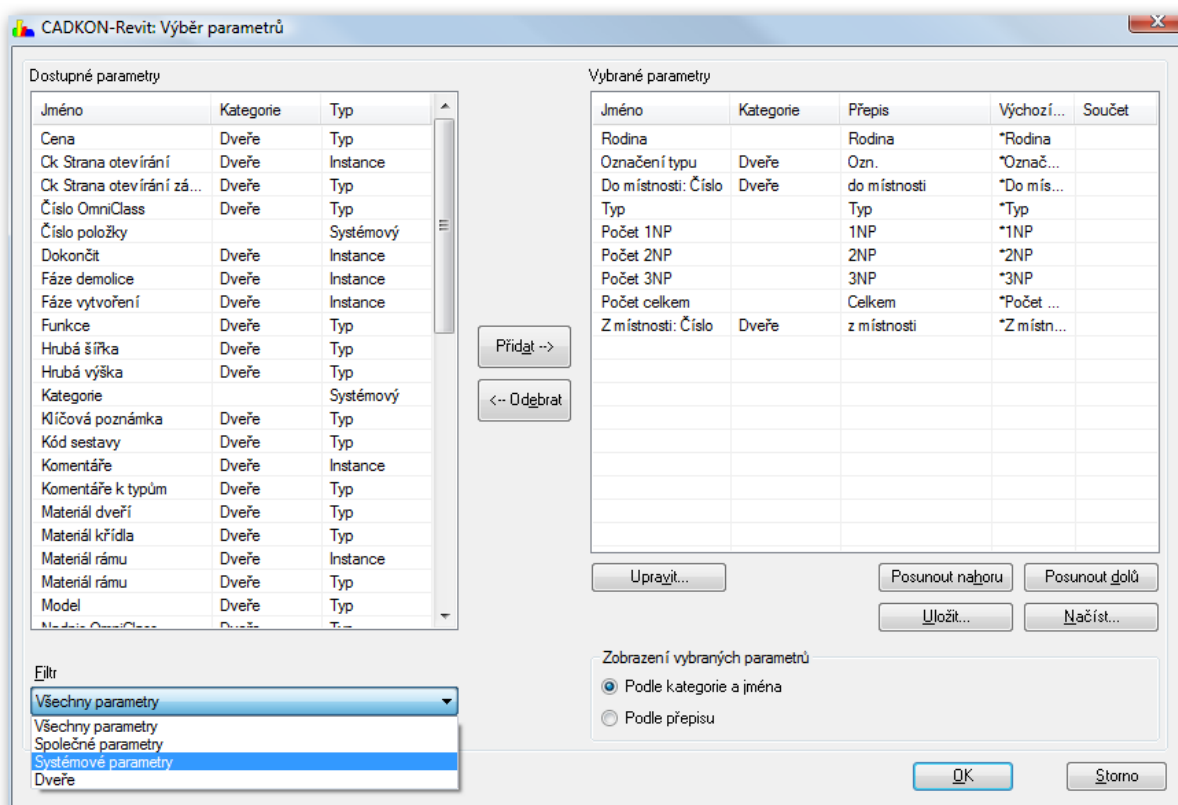 CADKON-Revit: Výběr parametrů
Dostupné parametry
Jméno Kategorie Typ
Cena Dveře Typ
Ck Strana otevírání Dveře Instance
Ck Strana otevírání zá... Dveře Typ
Číslo OmniClass Dveře Typ
Číslo položky Systémový
Dokončit Dveře Instance
Fáze demolice Dveře Instance
Fáze vytvoření Dveře Instance
Funkce Dveře Typ
Hrubá šířka Dveře Typ
Hrubá výška Dveře Typ
Kategorie Systémový
Klíčová poznámka Dveře Typ
Kód sestavy Dveře Typ
Komentáře Dveře Instance
Komentáře k typům Dveře Typ
Materiál dveří Dveře Typ
Materiál křídla Dveře Typ
Materiál rámu Dveře Instance
Materiál rámu Dveře Typ
Model Dveře Typ
Filtr
Všechny parametry
Všechny parametry
Společné parametry
Systémové parametry
Dveře
Přidat -->
<-- Odebrat
Vybrané parametry
Jméno Kategorie Přepis Výchozí... Součet
Rodina Rodina *Rodina
Označení typu Dveře Ozn. *Označ...
Do místnosti: Číslo Dveře do místnosti *Do mís...
Typ Typ *Typ
Počet 1NP 1NP *1NP
Počet 2NP 2NP *2NP
Počet 3NP 3NP *3NP
Počet celkem Celkem *Počet ...
Z místnosti: Číslo Dveře z místnosti *Z místn...
Upravit... Posunout nahoru Posunout dolů
Uložit... Načíst...
Zobrazení vybraných parametrů
Podle kategorie a jména
Podle přepisu
OK Storno